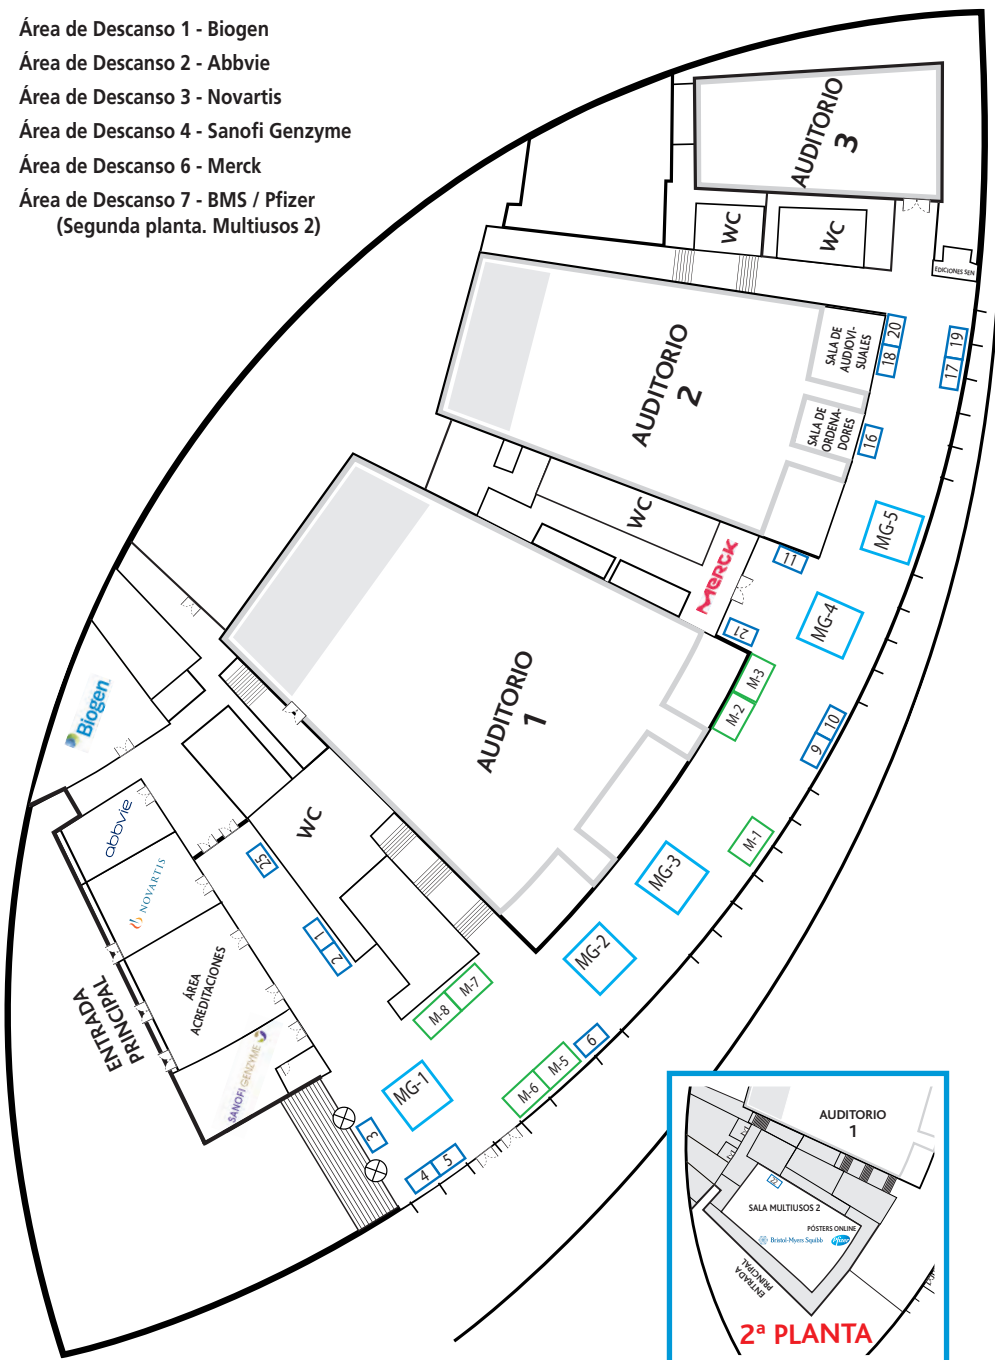 Área de Descanso 1 - Biogen
Área de Descanso 2 - Abbvie
Área de Descanso 3 - Novartis
Área de Descanso 4 - Sanofi Genzyme
Área de Descanso 6 - Merck
Área de Descanso 7 - BMS / Pfizer
(Segunda planta. Multiusos 2)
AUDITORIO
3
WC
WC
EDICIONES SEN
AUDITORIO
2
SALA DE
AUDIOVI-
SUALES
18
20
17
19
SALA DE
ORDENA-
DORES
16
WC
MG-5
MERCK
11
MG-4
21
M-3
M-2
AUDITORIO
1
9
10
Biogen
abbvie
NOVARTIS
WC
25
M-1
MG-3
2
1
MG-2
ÁREA
ACREDITACIONES
ENTRADA
PRINCIPAL
M-8
M-7
SANOFI GENZYME
MG-1
M-6
M-5
6
3
4
5
AUDITORIO
1
22
SALA MULTIUSOS 2
PÓSTERS ONLINE
Bristol-Myers Squibb
Pfizer
ENTRADA
PRINCIPAL
2ª PLANTA